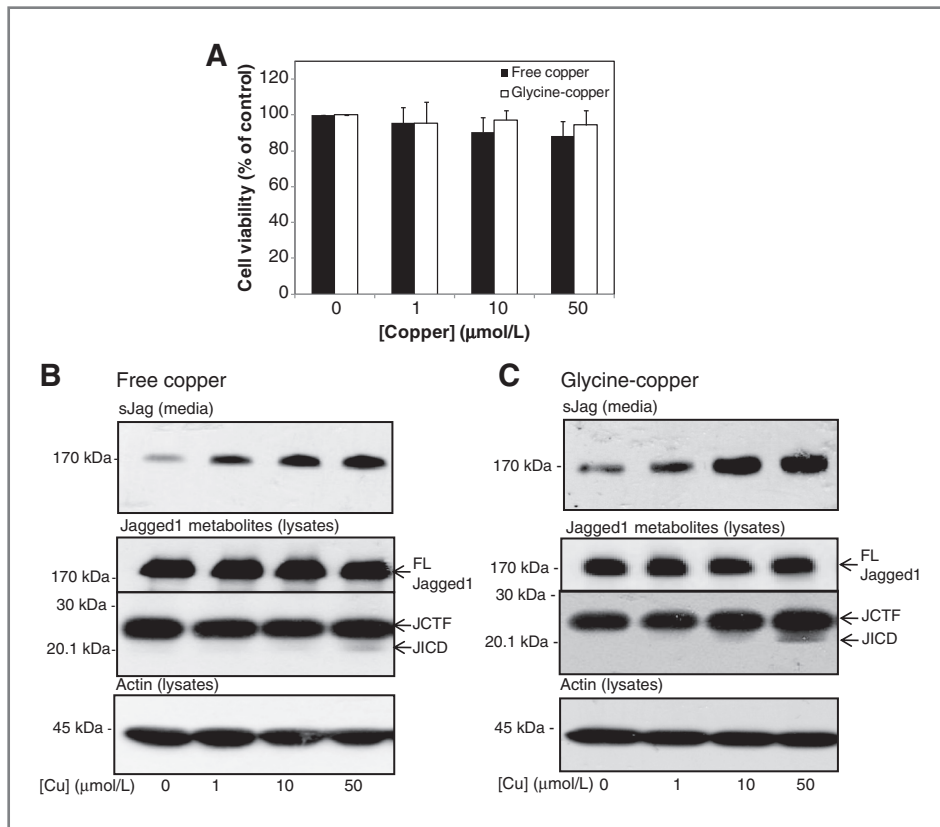 A
Cell viability (% of control)
120
100
80
60
40
20
0
Free copper
Glycine-copper
0 1 10 50
[Copper] (μmol/L)
B Free copper
sJag (media)
170 kDa-
Jagged1 metabolites (lysates)
FL
Jagged1
170 kDa-
30 kDa -
JCTF
20.1 kDa-
JICD
Actin (lysates)
45 kDa -
[Cu] (μmol/L) 0 1 10 50
C Glycine-copper
sJag (media)
170 kDa -
Jagged1 metabolites (lysates)
FL
Jagged1
170 kDa -
30 kDa -
JCTF
20.1 kDa -
JICD
Actin (lysates)
45 kDa -
[Cu] (μmol/L) 0 1 10 50